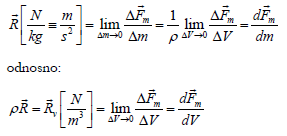 \vec{R}\left[\frac{N}{kg} \equiv \frac{m}{s^2}\right] = \lim_{\Delta m \to 0} \frac{\Delta \vec{F}_m}{\Delta m} = \frac{1}{\rho} \lim_{\Delta V \to 0} \frac{\Delta \vec{F}_m}{\Delta V} = \frac{d\vec{F}_m}{dm}
odnosno:
\rho \vec{R} = \vec{R}_v\left[\frac{N}{m^3}\right] = \lim_{\Delta V \to 0} \frac{\Delta \vec{F}_m}{\Delta V} = \frac{d\vec{F}_m}{dV}